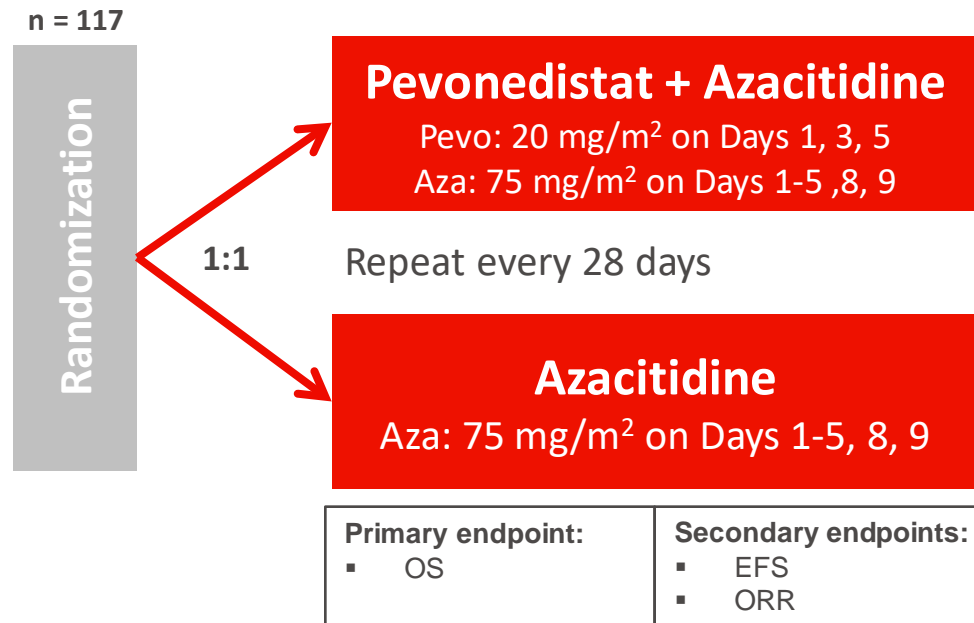 n = 117
Randomization
Pevonedistat + Azacitidine
Pevo: 20 mg/m² on Days 1, 3, 5
Aza: 75 mg/m² on Days 1-5 ,8, 9
1:1
Repeat every 28 days
Azacitidine
Aza: 75 mg/m² on Days 1-5, 8, 9
Primary endpoint:
▪ OS
Secondary endpoints:
▪ EFS
▪ ORR